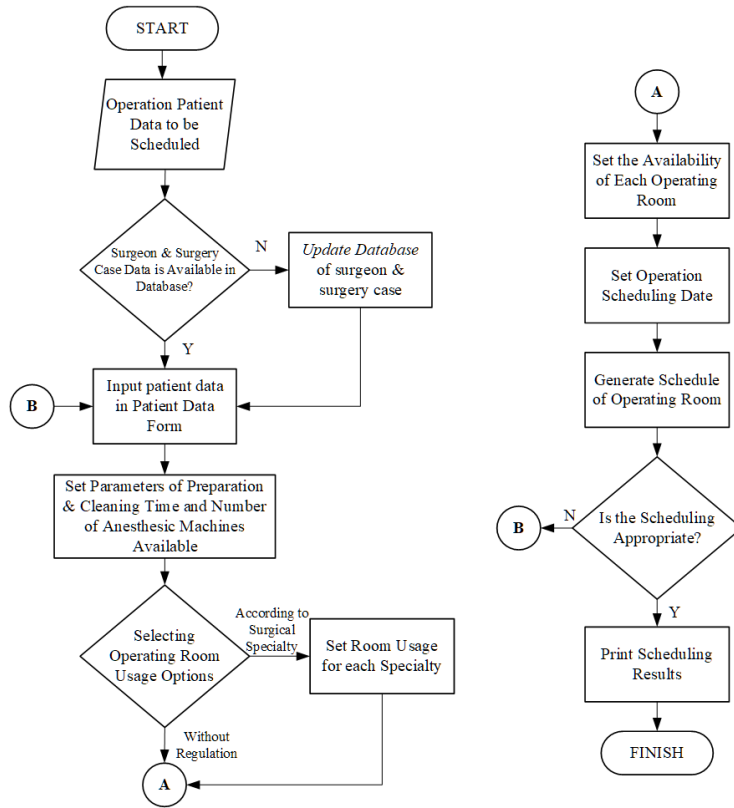 START
Operation Patient
Data to be
Scheduled
Surgeon & Surgery
Case Data is Available in
Database?
N
Update Database
of surgeon &
surgery case
Y
B
Input patient data
in Patient Data
Form
Set Parameters of Preparation
& Cleaning Time and Number
of Anesthesic Machines
Available
Selecting
Operating Room
Usage Options
According to
Surgical
Specialty
Set Room Usage
for each Specialty
Without
Regulation
A
A
Set the Availability
of Each Operating
Room
Set Operation
Scheduling Date
Generate Schedule
of Operating Room
Is the Scheduling
Appropriate?
N
B
Y
Print Scheduling
Results
FINISH